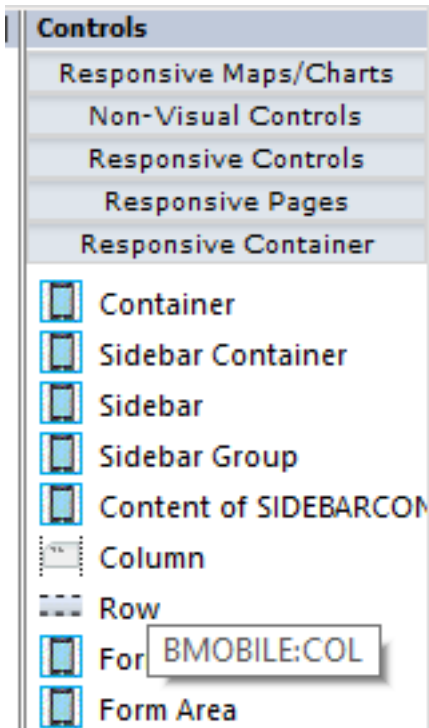 Controls
Responsive Maps/Charts
Non-Visual Controls
Responsive Controls
Responsive Pages
Responsive Container
Container
Sidebar Container
Sidebar
Sidebar Group
Content of SIDEBARCON
Column
Row
For
BMOBILE:COL
Form Area